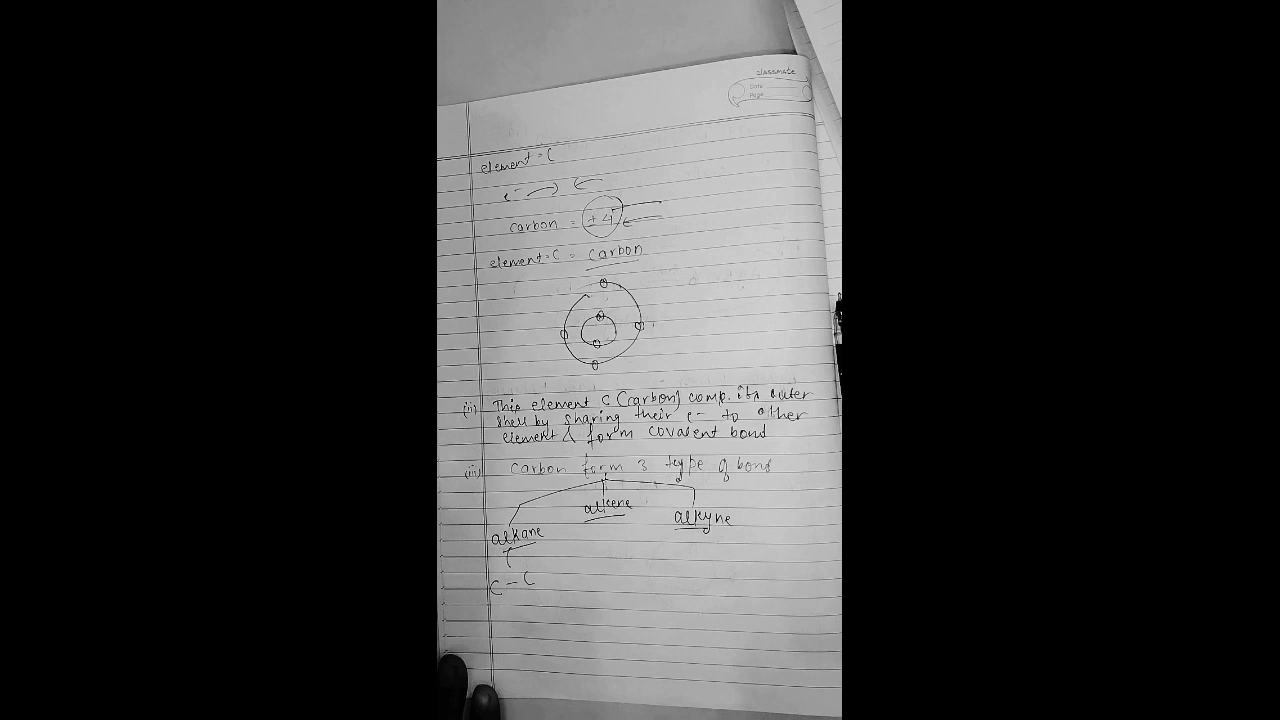 classmate
Date
Page
element = C
e-
carbon = ±4
element = C = carbon
(ii) This element C (carbon) comp. its outer
shell by sharing their e- to other
element & form covalent bond
(iii) carbon form 3 type of bond
alkane alkene alkyne
C - C